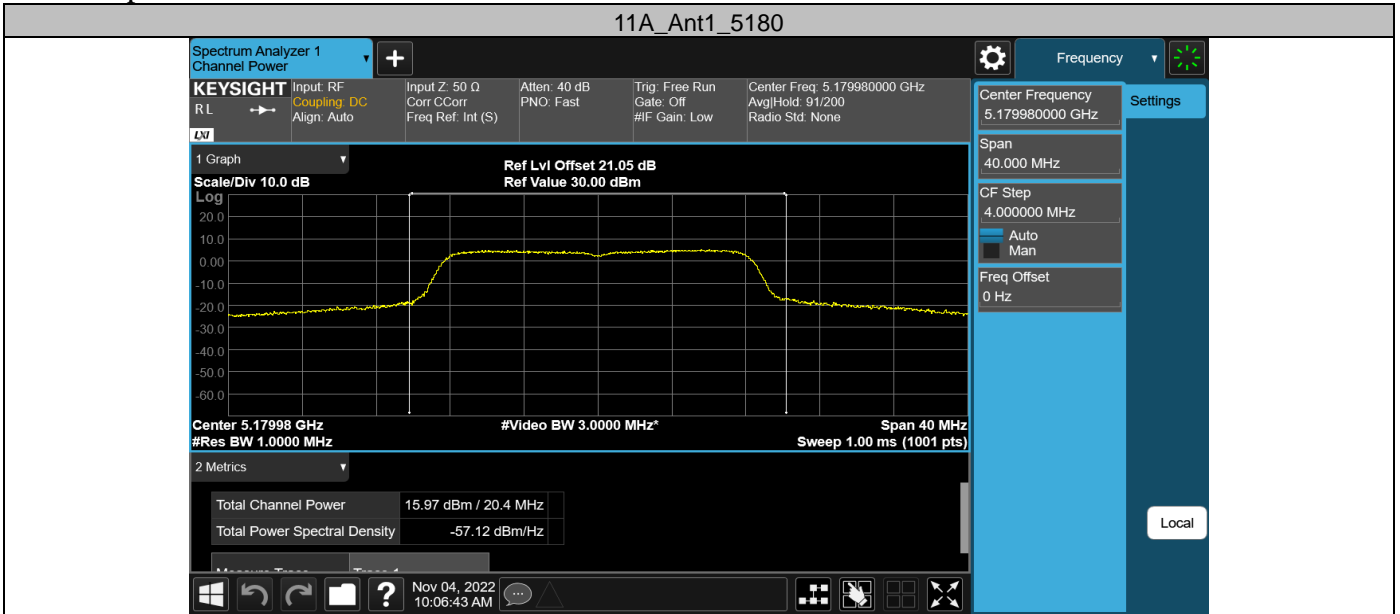 11A_Ant1_5180
Spectrum Analyzer 1
Channel Power
Frequency
KEYSIGHT
RL
LXI
Input: RF
Coupling: DC
Align: Auto
Input Z: 50 Ω
Corr CCorr
Freq Ref: Int (S)
Atten: 40 dB
PNO: Fast
Trig: Free Run
Gate: Off
#IF Gain: Low
Center Freq: 5.179980000 GHz
Avg|Hold: 91/200
Radio Std: None
Center Frequency
5.179980000 GHz
Settings
Span
40.000 MHz
CF Step
4.000000 MHz
Auto
Man
Freq Offset
0 Hz
Local
1 Graph
Scale/Div 10.0 dB
Ref Lvl Offset 21.05 dB
Ref Value 30.00 dBm
Log
20.0
10.0
0.00
-10.0
-20.0
-30.0
-40.0
-50.0
-60.0
Center 5.17998 GHz
#Video BW 3.0000 MHz*
Span 40 MHz
#Res BW 1.0000 MHz
Sweep 1.00 ms (1001 pts)
2 Metrics
Total Channel Power 15.97 dBm / 20.4 MHz
Total Power Spectral Density -57.12 dBm/Hz
Measure Trace Trace 1
?
Nov 04, 2022
10:06:43 AM